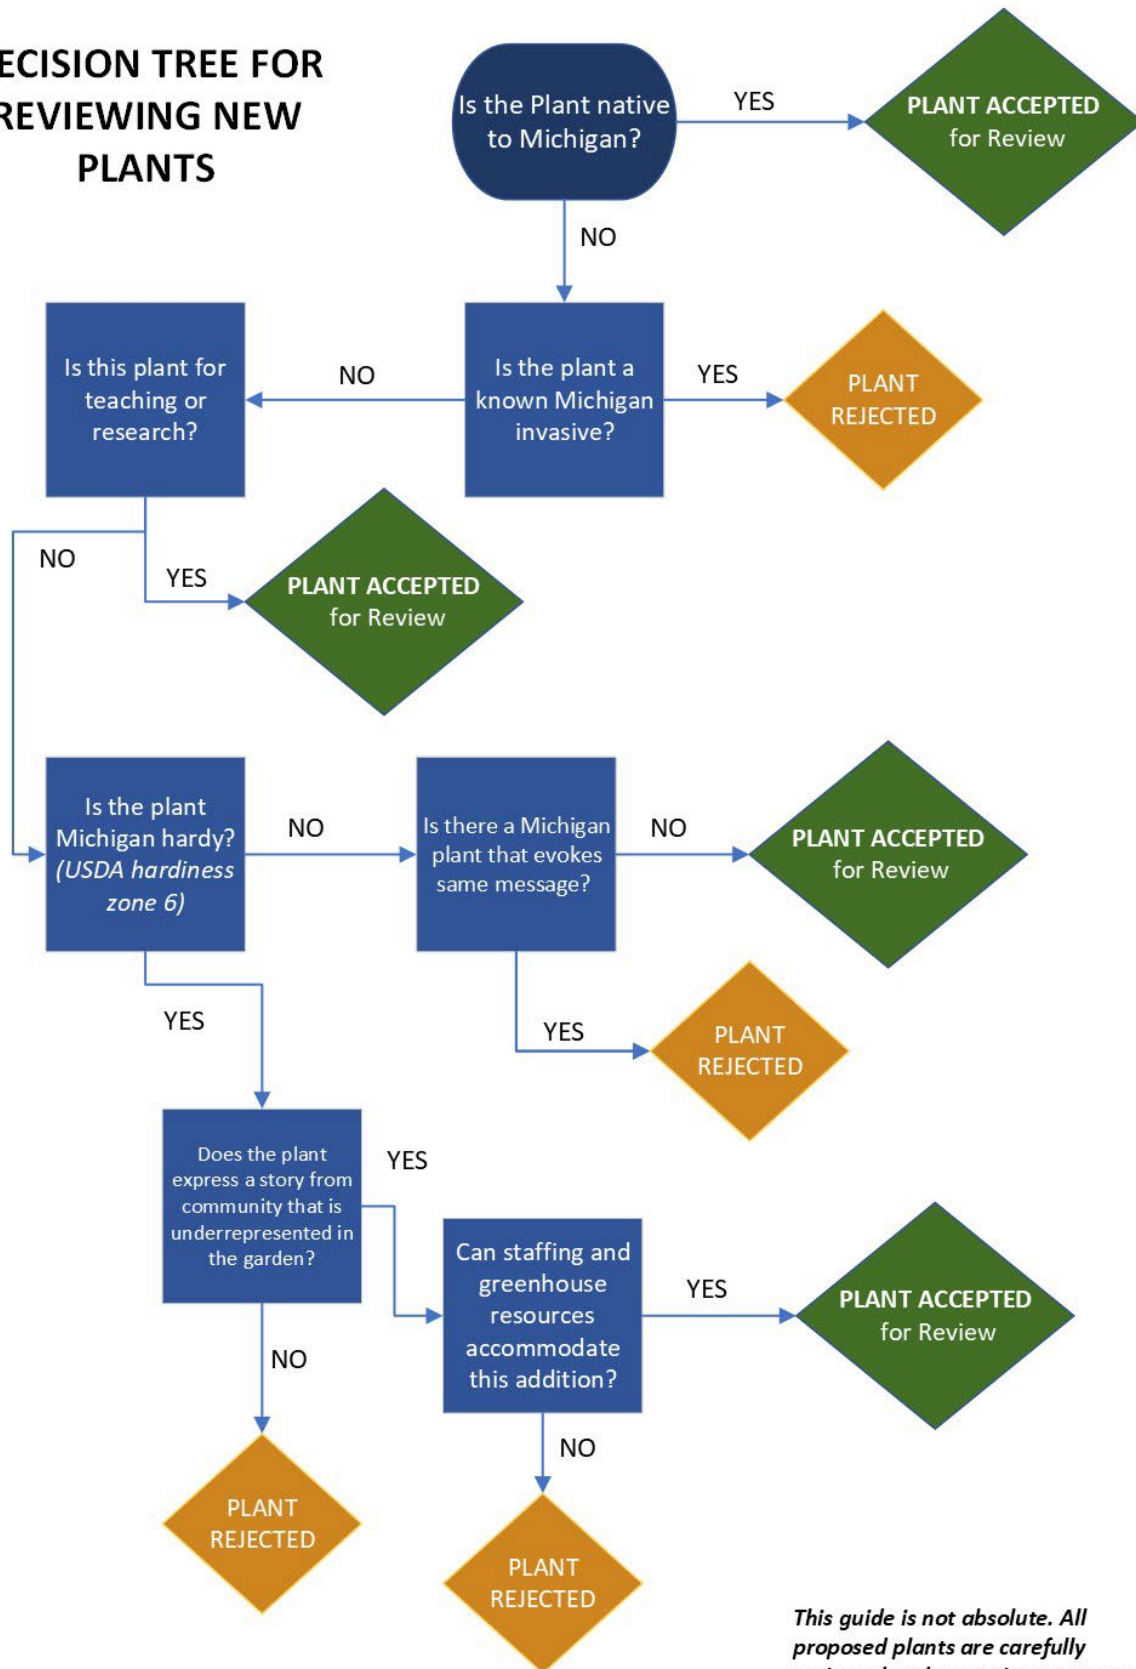 ECISION TREE FOR
REVIEWING NEW
PLANTS
Is the Plant native
to Michigan?
YES
PLANT ACCEPTED
for Review
NO
Is this plant for
teaching or
research?
NO
Is the plant a
known Michigan
invasive?
YES
PLANT
REJECTED
NO
YES
PLANT ACCEPTED
for Review
Is the plant
Michigan hardy?
(USDA hardiness
zone 6)
NO
Is there a Michigan
plant that evokes
same message?
NO
PLANT ACCEPTED
for Review
YES
YES
PLANT
REJECTED
Does the plant
express a story from
community that is
underrepresented in
the garden?
YES
Can staffing and
greenhouse
resources
accommodate
this addition?
YES
PLANT ACCEPTED
for Review
NO
NO
PLANT
REJECTED
PLANT
REJECTED
This guide is not absolute. All
proposed plants are carefully